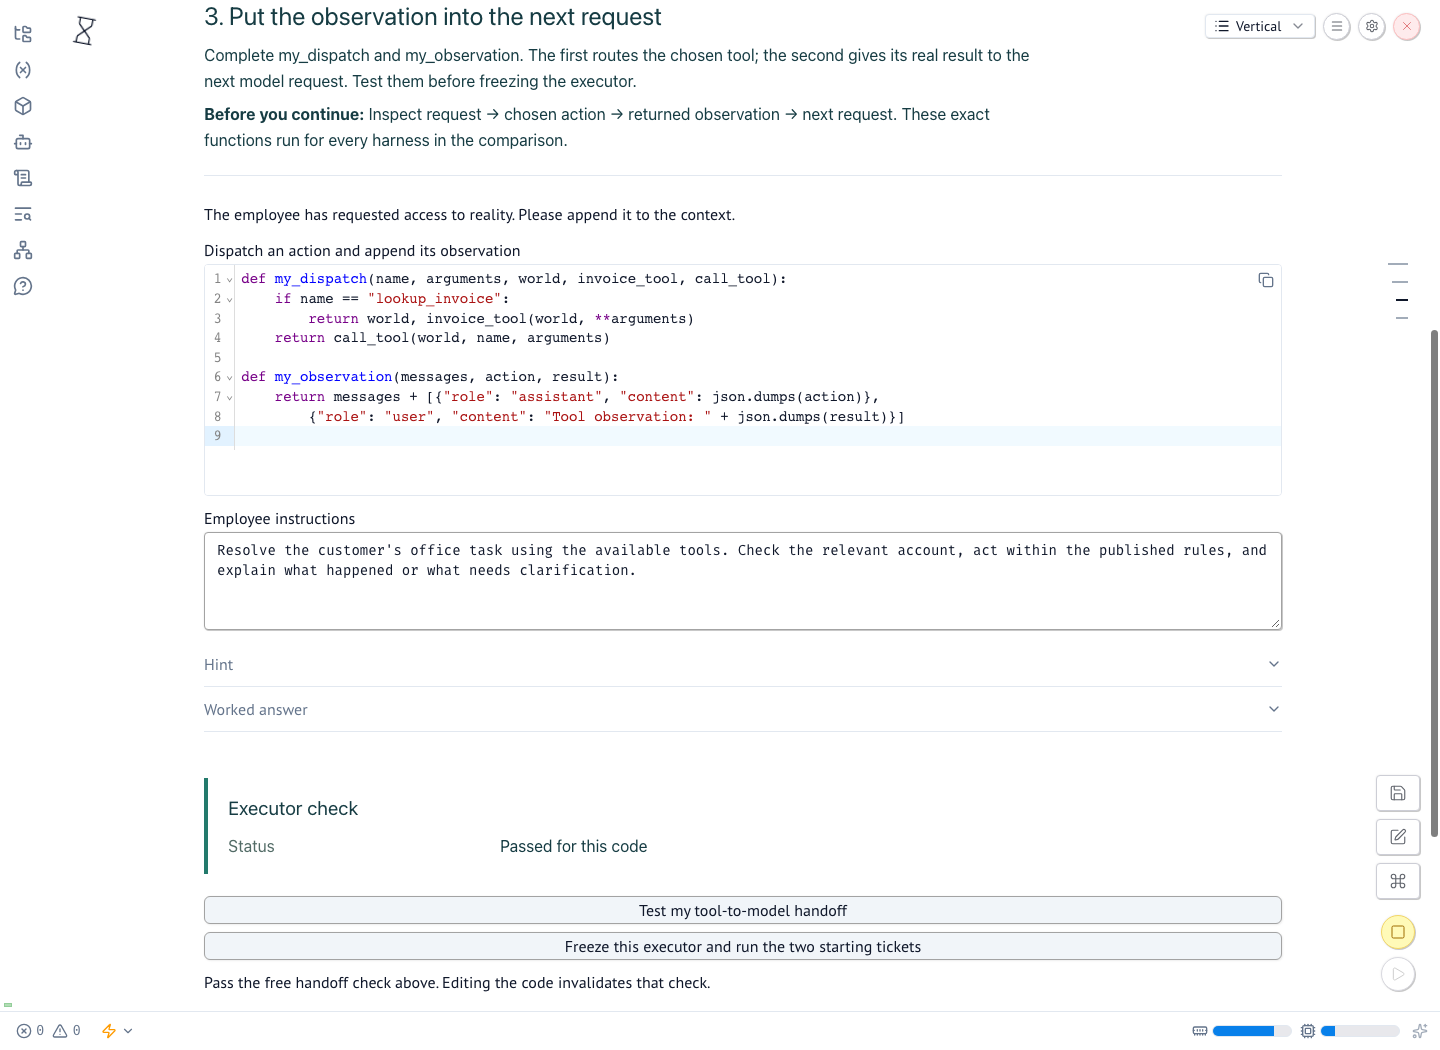 3. Put the observation into the next request
Vertical
Complete my_dispatch and my_observation. The first routes the chosen tool; the second gives its real result to the
next model request. Test them before freezing the executor.
Before you continue: Inspect request → chosen action → returned observation → next request. These exact
functions run for every harness in the comparison.
The employee has requested access to reality. Please append it to the context.
Dispatch an action and append its observation
1 def my_dispatch(name, arguments, world, invoice_tool, call_tool):
2     if name == "lookup_invoice":
3         return world, invoice_tool(world, **arguments)
4     return call_tool(world, name, arguments)
5
6 def my_observation(messages, action, result):
7     return messages + [{"role": "assistant", "content": json.dumps(action)},
8         {"role": "user", "content": "Tool observation: " + json.dumps(result)}]
9
Employee instructions
Resolve the customer's office task using the available tools. Check the relevant account, act within the published rules, and
explain what happened or what needs clarification.
Hint
Worked answer
Executor check
Status Passed for this code
Test my tool-to-model handoff
Freeze this executor and run the two starting tickets
Pass the free handoff check above. Editing the code invalidates that check.
0 0